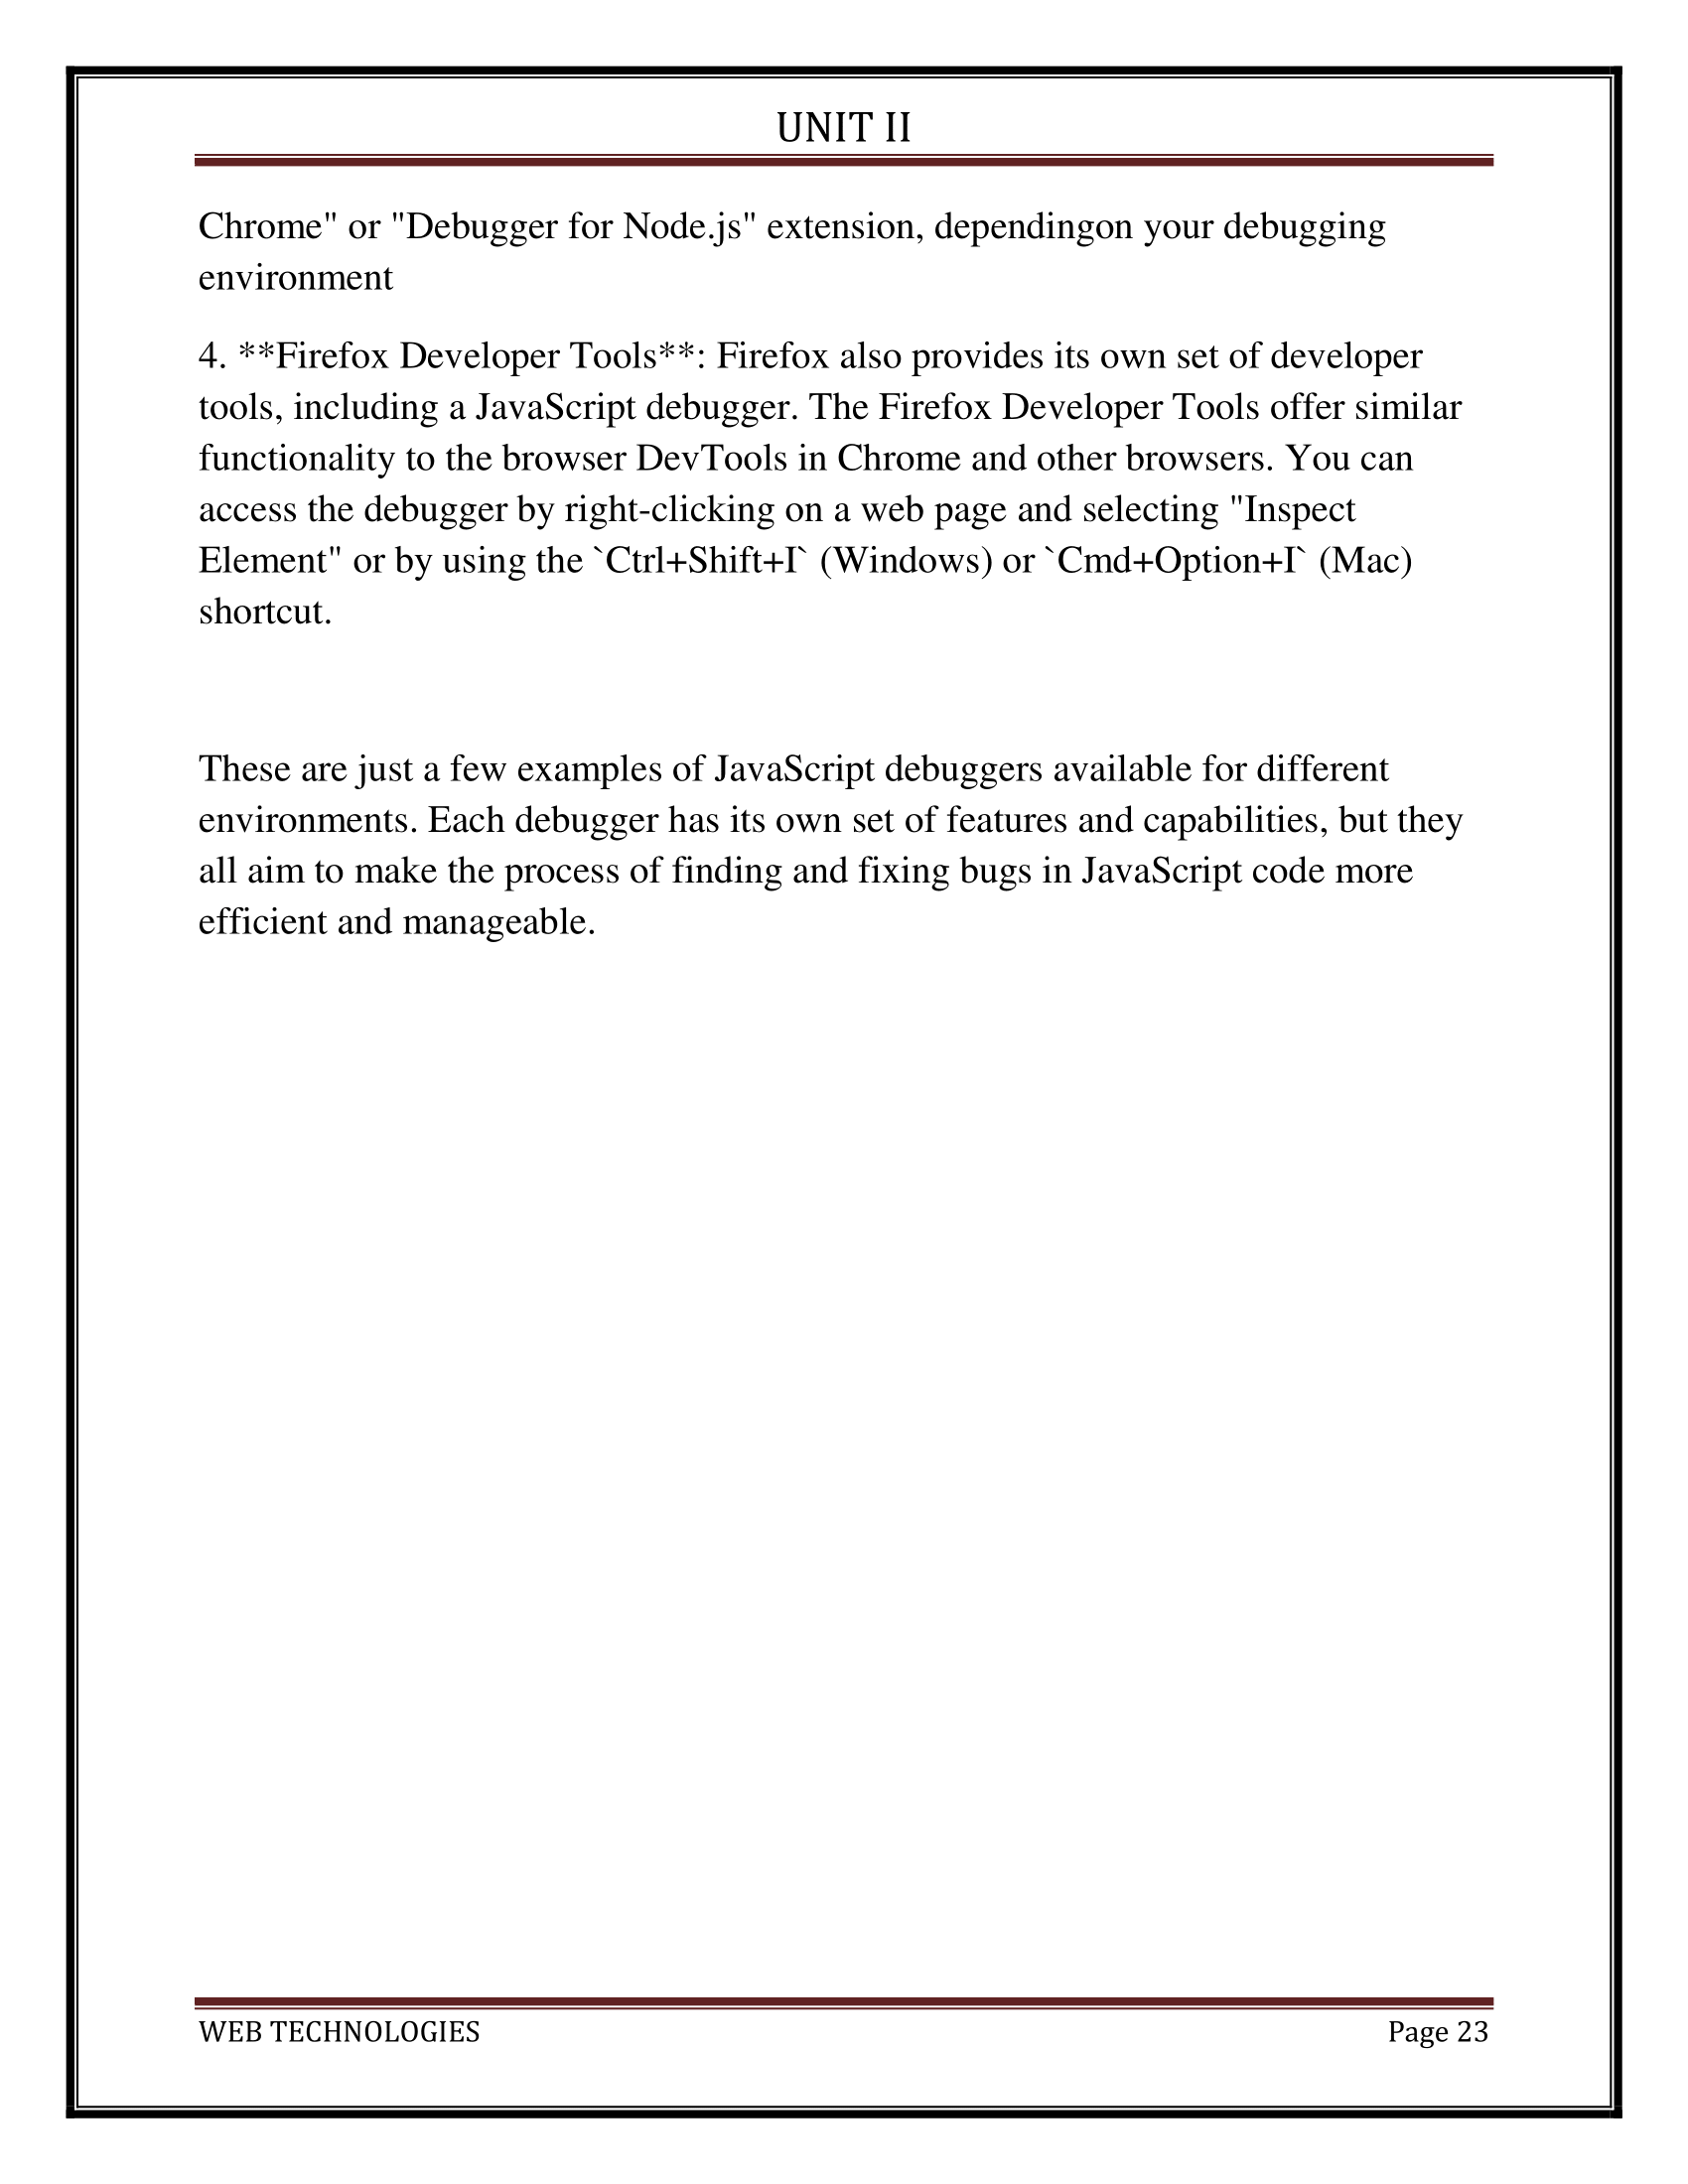 UNIT II
Chrome" or "Debugger for Node.js" extension, dependingon your debugging
environment
4. **Firefox Developer Tools**: Firefox also provides its own set of developer
tools, including a JavaScript debugger. The Firefox Developer Tools offer similar
functionality to the browser DevTools in Chrome and other browsers. You can
access the debugger by right-clicking on a web page and selecting "Inspect
Element" or by using the `Ctrl+Shift+I` (Windows) or `Cmd+Option+I` (Mac)
shortcut.
These are just a few examples of JavaScript debuggers available for different
environments. Each debugger has its own set of features and capabilities, but they
all aim to make the process of finding and fixing bugs in JavaScript code more
efficient and manageable.
WEB TECHNOLOGIES Page 23